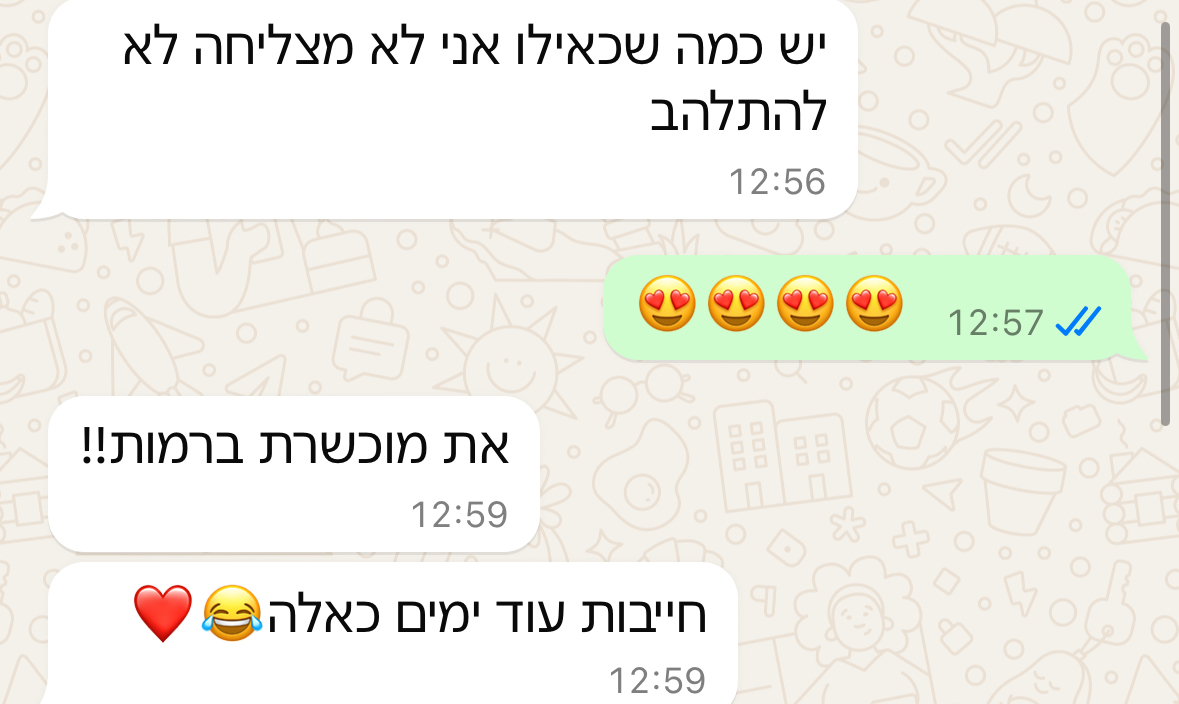 יש כמה שכאילו אני לא מצליחה לא
להתלהב
12:56
😍😍😍😍 12:57
את מוכשרת ברמות!!
12:59
חייבות עוד ימים כאלה😂❤️
12:59